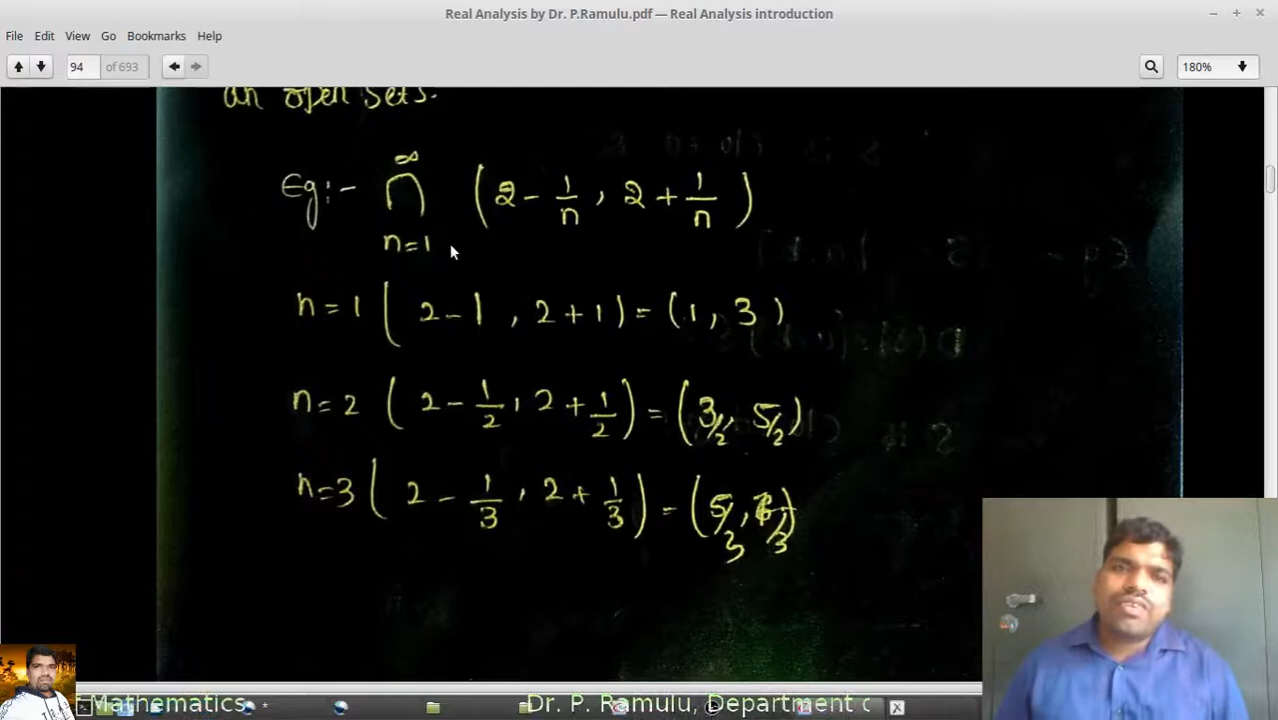 Real Analysis by Dr. P.Ramulu.pdf — Real Analysis introduction
File Edit View Go Bookmarks Help
94 of 693 180%
an open sets.
Eg:- ∞
∩ (2 - 1/n, 2 + 1/n)
n=1
n=1 (2-1, 2+1) = (1, 3)
n=2 (2 - 1/2, 2 + 1/2) = (3/2, 5/2)
n=3 (2 - 1/3, 2 + 1/3) = (5/3, /3)
Mathematics Dr. P. Ramulu, Department